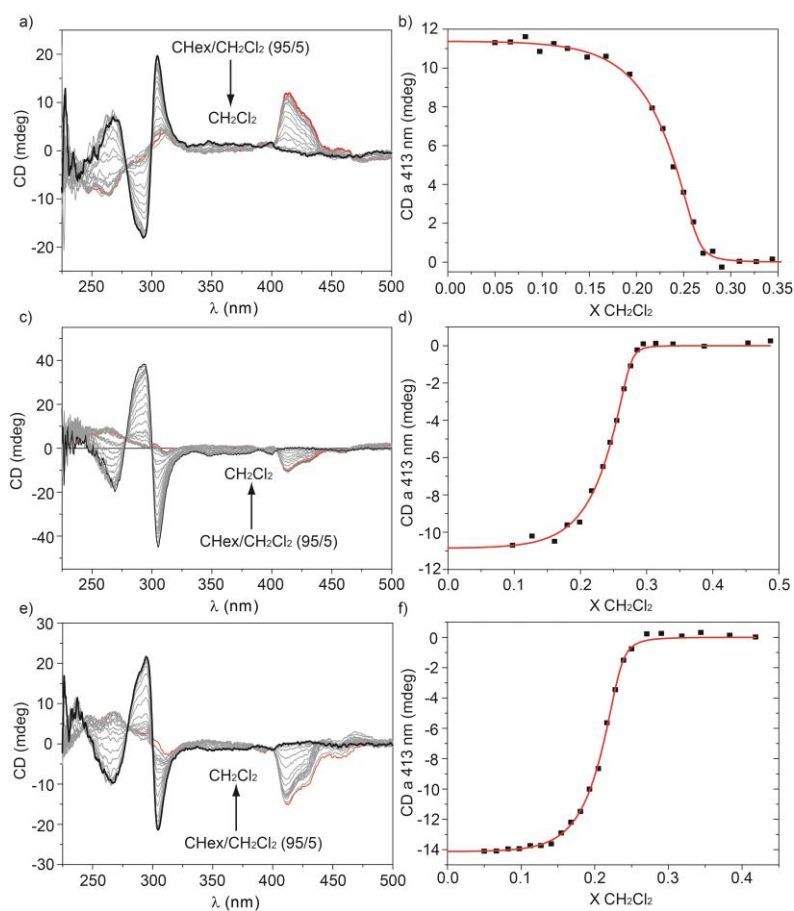 a)
CHex/CH₂Cl₂ (95/5)
CH₂Cl₂
CD (mdeg)
20
10
0
-10
20
250 300 350 400 450 500
λ (nm)
b)
CD a 413 nm (mdeg)
12
10
8
6
4
2
0
0.00 0.05 0.10 0.15 0.20 0.25 0.30 0.35
X CH₂Cl₂
c)
CD (mdeg)
40
20
0
-20
-40
CH₂Cl₂
CHex/CH₂Cl₂ (95/5)
250 300 350 400 450 500
λ (nm)
d)
CD a 413 nm (mdeg)
0
-2
-4
-6
-8
-10
-12
0.0 0.1 0.2 0.3 0.4 0.5
X CH₂Cl₂
e)
CD (mdeg)
30
20
10
0
-10
-20
-30
CH₂Cl₂
CHex/CH₂Cl₂ (95/5)
250 300 350 400 450 500
λ (nm)
f)
CD a 413 nm (mdeg)
0
-2
-4
-6
-8
-10
-12
-14
0.0 0.1 0.2 0.3 0.4
X CH₂Cl₂